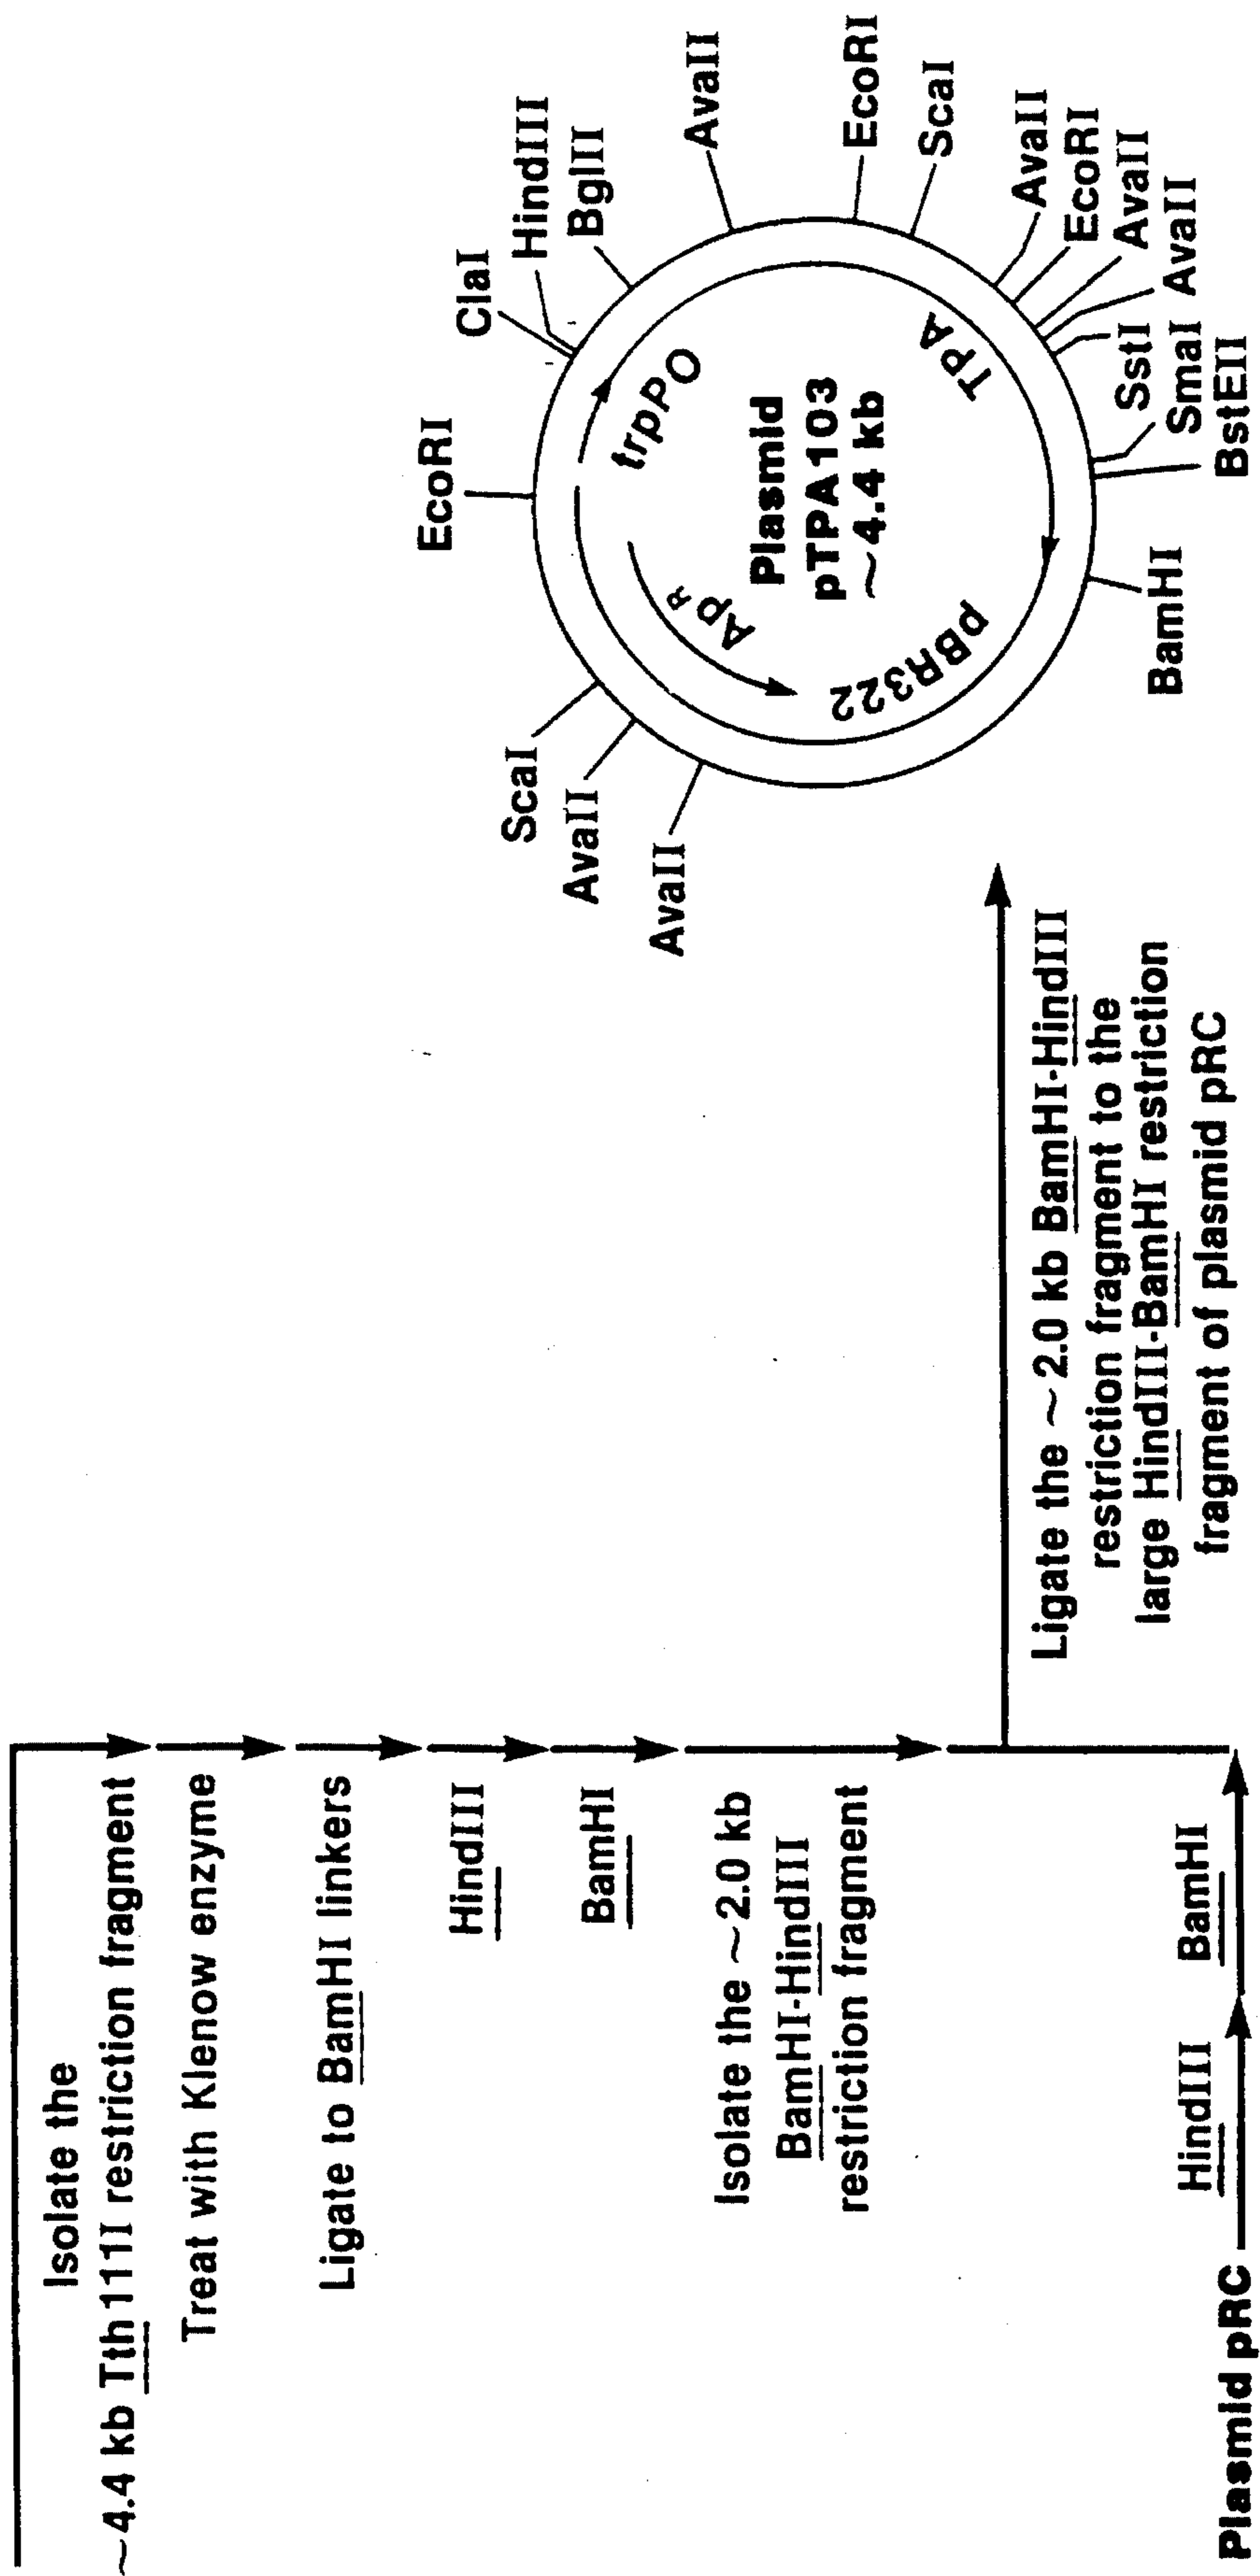 Isolate the
~4.4 kb Tth111I restriction fragment
Treat with Klenow enzyme
Ligate to BamHI linkers
HindIII
BamHI
Isolate the ~2.0 kb
BamHI-HindIII
restriction fragment
Plasmid pRC
HindIII
BamHI
Ligate the ~2.0 kb BamHI-HindIII
restriction fragment to the
large HindIII-BamHI restriction
fragment of plasmid pRC
EcoRI
ClaI
HindIII
BglII
AvaII
EcoRI
ScaI
AvaII
EcoRI
AvaII
AvaII
SstI
SmaI
BstEII
BamHI
AvaII
AvaII
ScaI
trpPO
TPA
pBR322
ApR
Plasmid
pTPA103
~4.4 kb